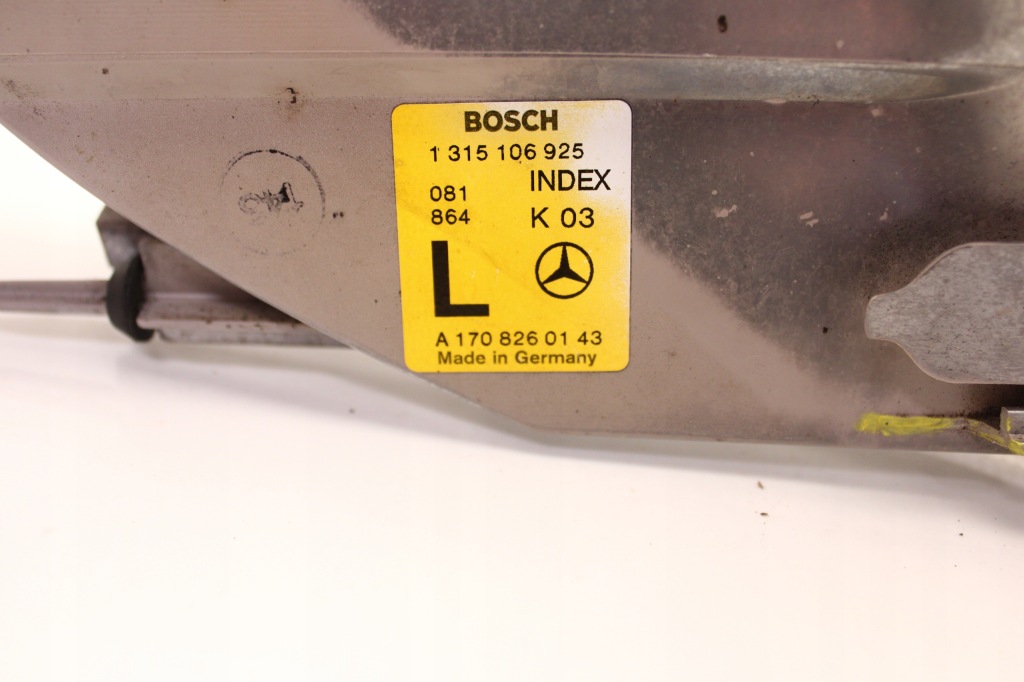 BOSCH
1 315 106 925
INDEX
081
864
K 03
L
A 170 826 01 43
Made in Germany